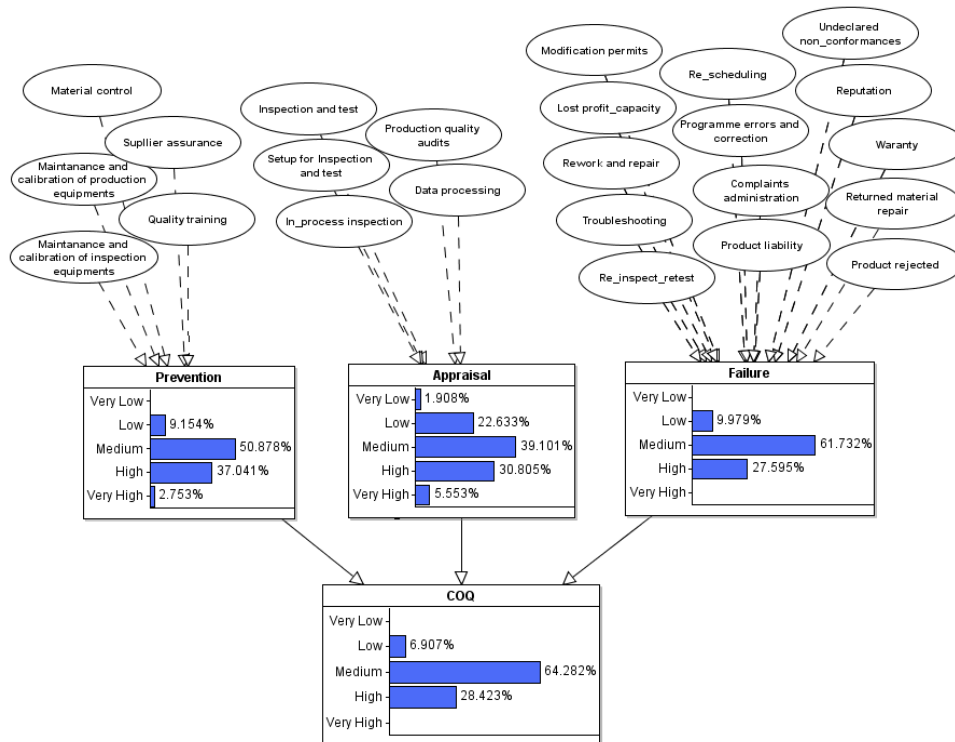 Undeclared
non_conformances
Modification permits
Re_scheduling
Material control
Inspection and test
Lost profit_capacity
Reputation
Supllier assurance
Production quality
audits
Programme errors and
correction
Waranty
Maintanance and
calibration of production
equipments
Setup for Inspection
and test
Rework and repair
Data processing
Complaints
administration
Returned material
repair
Quality training
In_process inspection
Troubleshooting
Maintanance and
calibration of inspection
equipments
Product liability
Re_inspect_retest
Product rejected
Prevention
Very Low
Low 9.154%
Medium 50.878%
High 37.041%
Very High 2.753%
Appraisal
Very Low 1.908%
Low 22.633%
Medium 39.101%
High 30.805%
Very High 5.553%
Failure
Very Low
Low 9.979%
Medium 61.732%
High 27.595%
Very High
COQ
Very Low
Low 6.907%
Medium 64.282%
High 28.423%
Very High